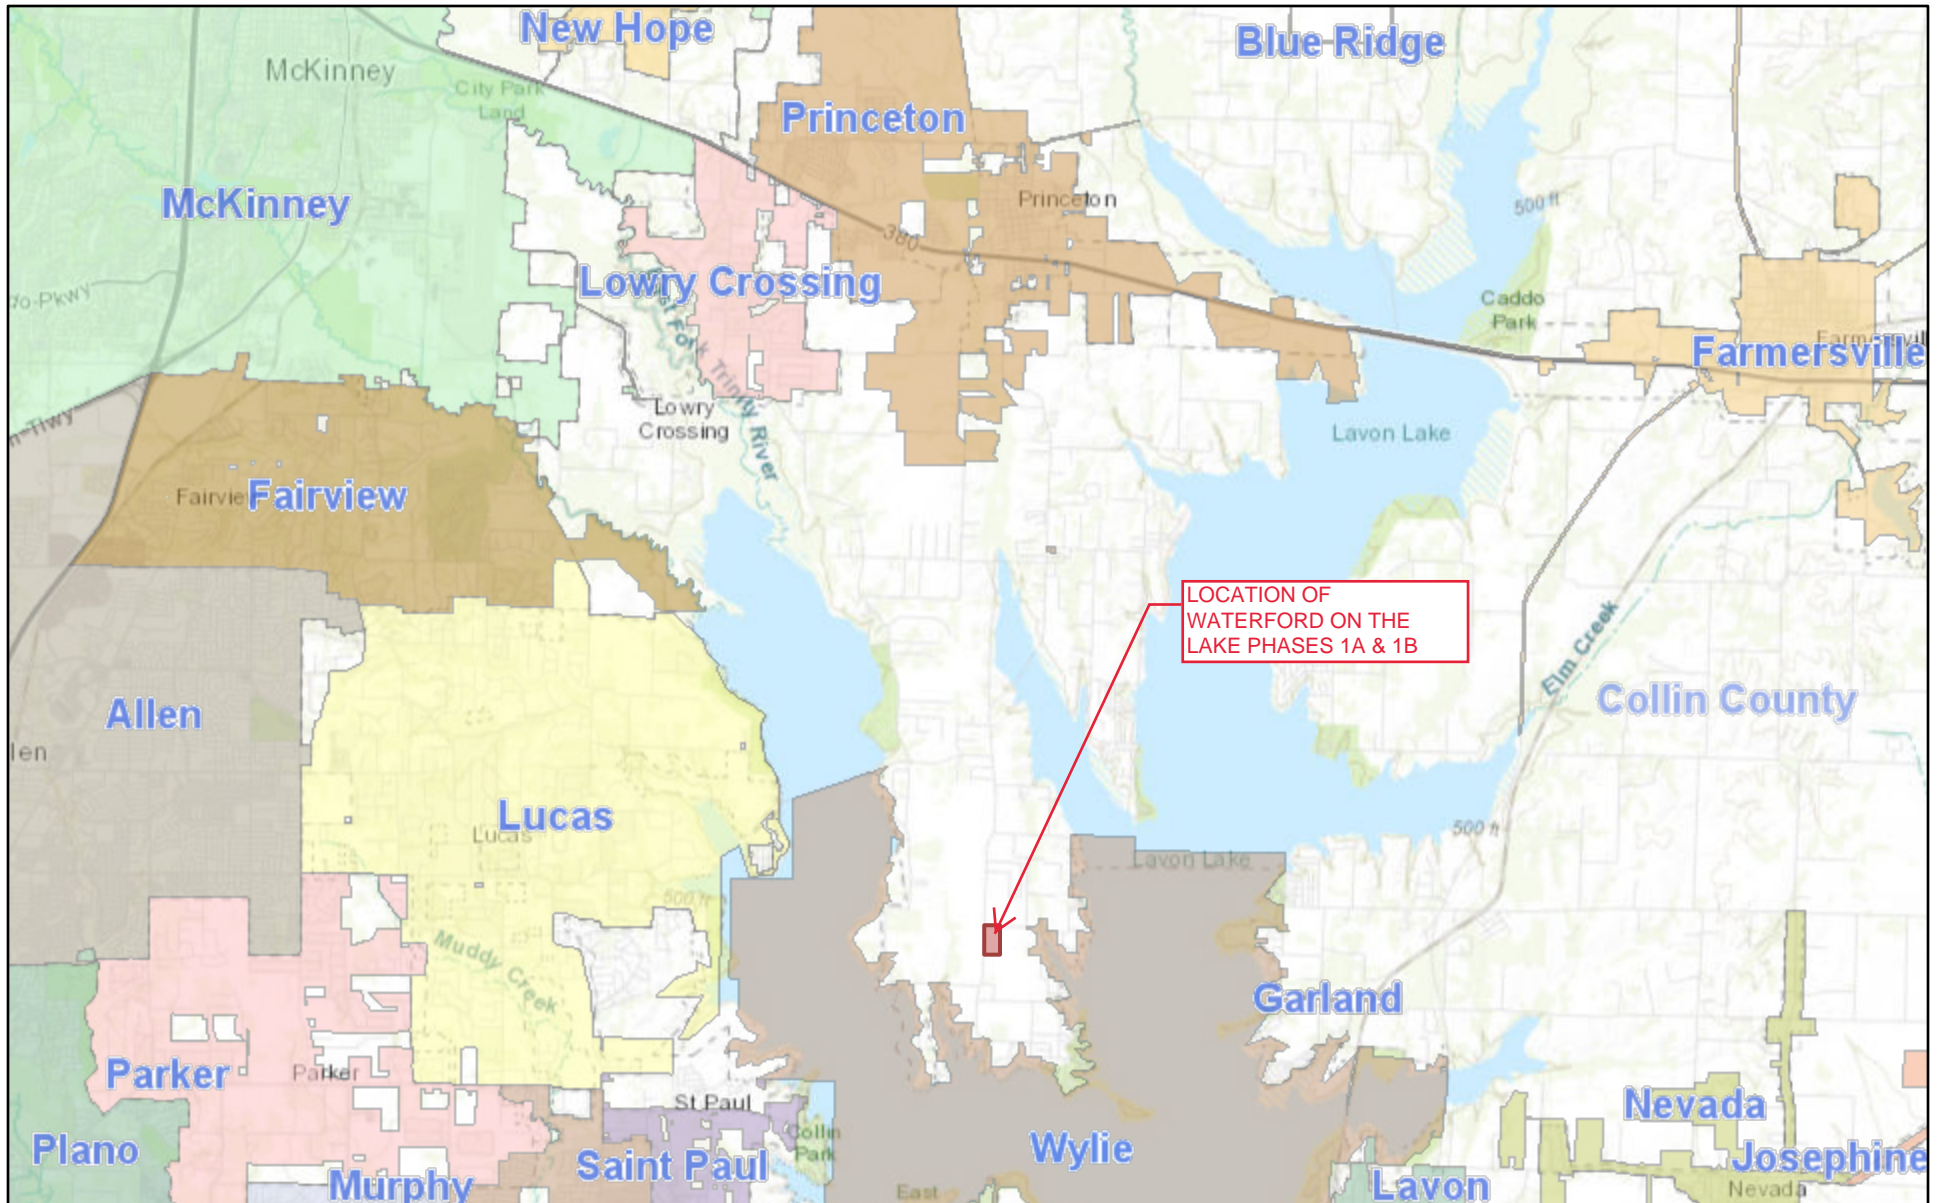 New Hope
Blue Ridge
McKinney
City Park
Land
Princeton
McKinney
Princeton
500 ft
380
Lowry Crossing
Caddo
Park
Farmersville
Lowry
Crossing
Trinity River
Lavon Lake
Fairview
LOCATION OF
WATERFORD ON THE
LAKE PHASES 1A & 1B
Elm Creek
Collin County
Allen
Lucas
Lucas
500 ft
Lavon Lake
500 ft
Muddy Creek
Garland
Parker
Parker
St Paul
Nevada
Plano
Collin
Park
Wylie
Saint Paul
Josephine
Murphy
East
Lavon
Nevada